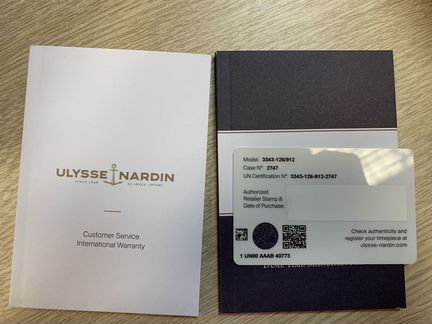 ULYSSE NARDIN
SINCE 1846 LE LOCLE - SUISSE
Customer Service
International Warranty
Model: 3343-126/912
Case N°: 2747
UN Certification N°: 3343-126-912-2747
Authorized
Retailer Stamp &
Date of Purchase:
Check authenticity and
register your timepiece at
ulysse-nardin.com
1 UN00 AAAB 40773
DUAL TIME